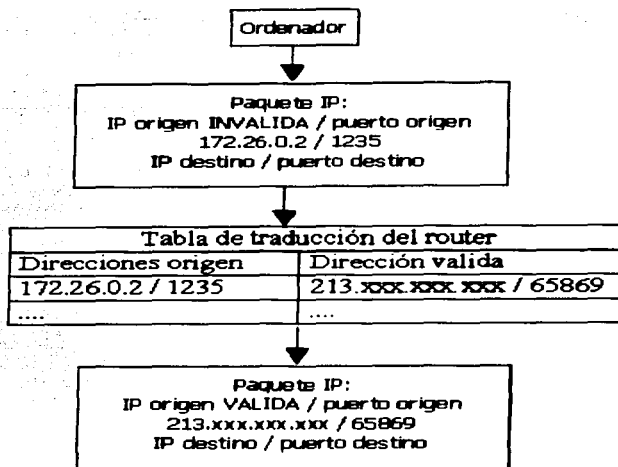 Ordenador
Paquete IP:
IP origen INVALIDA / puerto origen
172.26.0.2 / 1235
IP destino / puerto destino
Tabla de traducción del router
Direcciones origen Dirección valida
172.26.0.2 / 1235 213.xxx.xxx.xxx / 65869
.... ....
Paquete IP:
IP origen VALIDA / puerto origen
213.xxx.xxx.xxx / 65869
IP destino / puerto destino